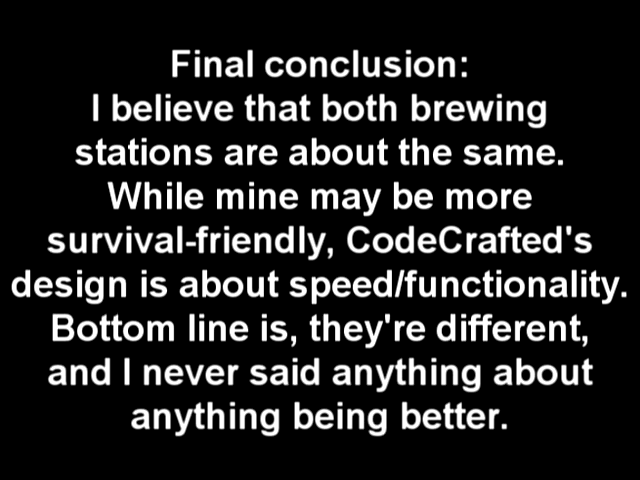 Final conclusion:
I believe that both brewing
stations are about the same.
While mine may be more
survival-friendly, CodeCrafted's
design is about speed/functionality.
Bottom line is, they're different,
and I never said anything about
anything being better.